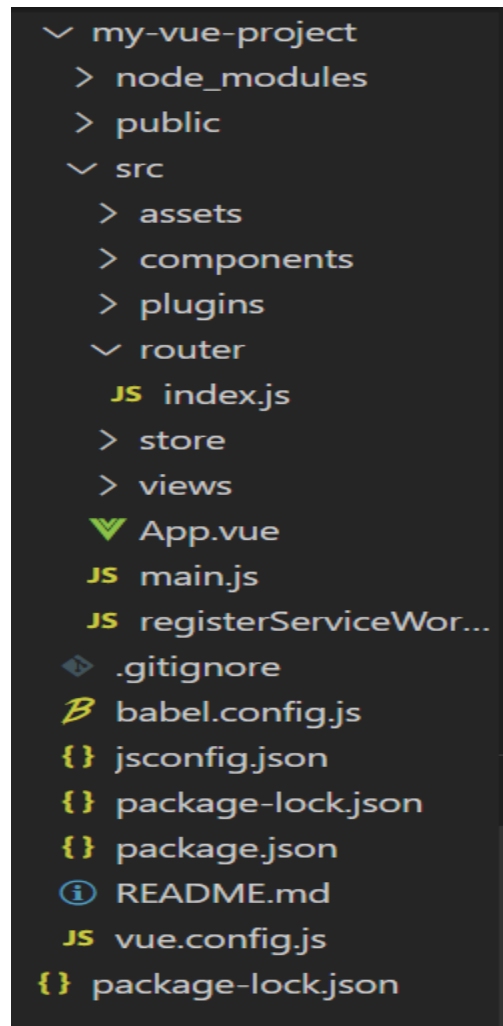 my-vue-project
node_modules
public
src
assets
components
plugins
router
JS index.js
store
views
App.vue
JS main.js
JS registerServiceWor...
.gitignore
B babel.config.js
{} jsconfig.json
{} package-lock.json
{} package.json
README.md
JS vue.config.js
{} package-lock.json